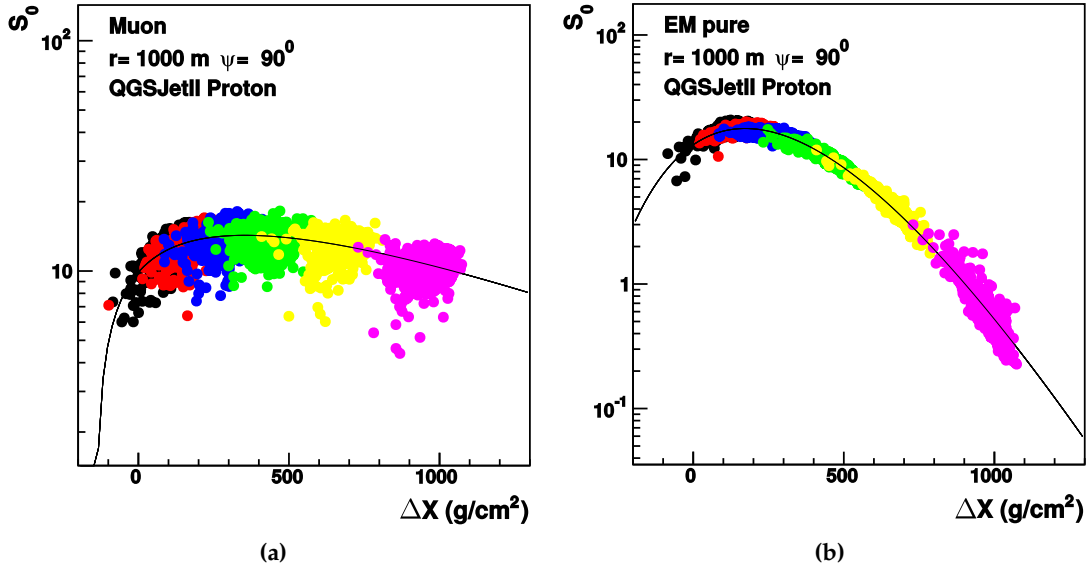 S₀
10²
10
Muon
r= 1000 m ψ= 90⁰
QGSJetII Proton
0 500 1000
ΔX (g/cm²)
(a)
S₀
10²
10
1
10⁻¹
EM pure
r= 1000 m ψ= 90⁰
QGSJetII Proton
0 500 1000
ΔX (g/cm²)
(b)